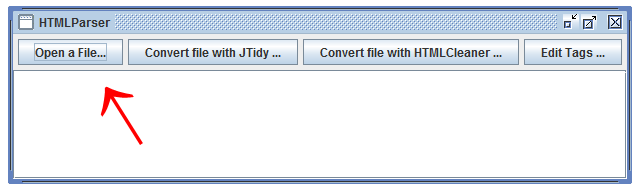 HTMLParser
Open a File...
Convert file with JTidy ...
Convert file with HTMLCleaner ...
Edit Tags ...